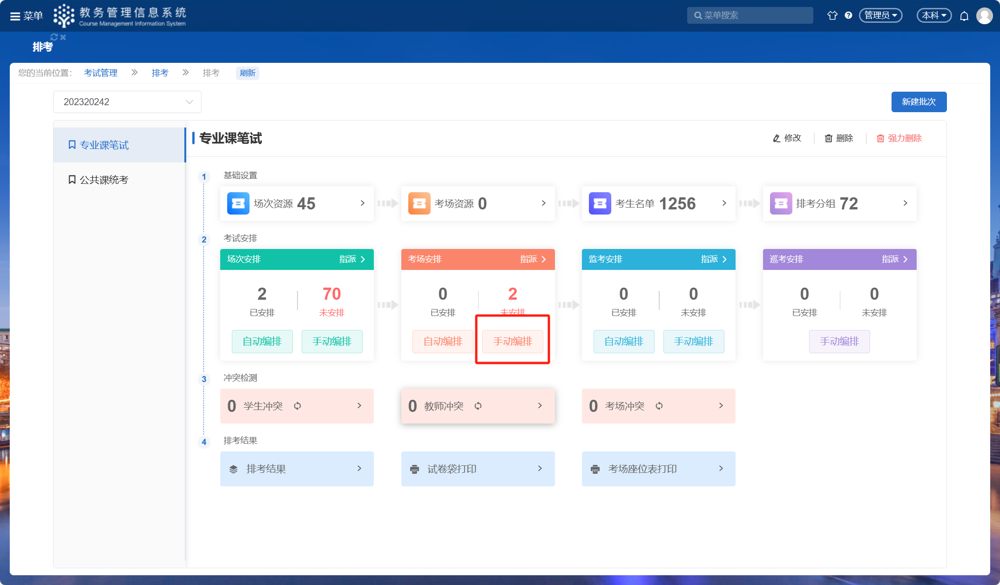 菜单
教务管理信息系统
Course Management Information System
菜单搜索
管理员
本科
排考
您的当前位置： 考试管理 排考 排考 刷新
202320242
新建批次
专业课笔试
公共课统考
专业课笔试
修改
删除
强力删除
1 基础设置
场次资源 45
考场资源 0
考生名单 1256
排考分组 72
2 考试安排
场次安排 指派
2 70
已安排 未安排
自动编排 手动编排
考场安排 指派
0 2
已安排 未安排
自动编排 手动编排
监考安排 指派
0 0
已安排 未安排
自动编排 手动编排
巡考安排 指派
0 0
已安排 未安排
手动编排
3 冲突检测
0 学生冲突
0 教师冲突
0 考场冲突
4 排考结果
排考结果
试卷袋打印
考场座位表打印